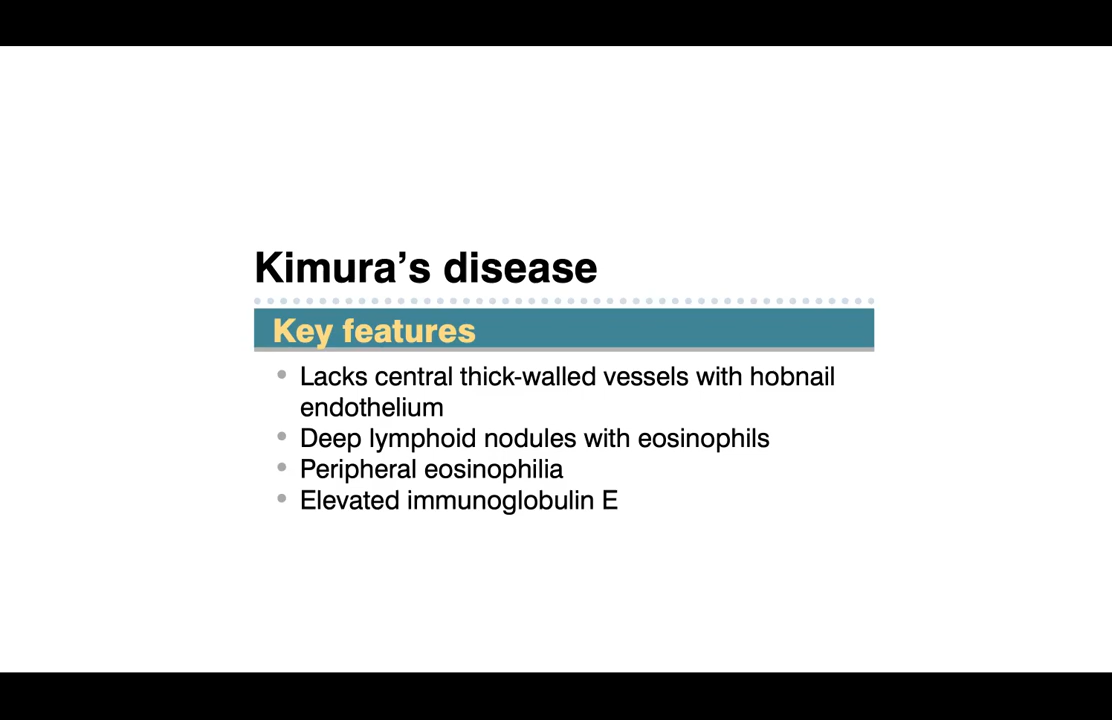 Kimura’s disease
Key features
• Lacks central thick-walled vessels with hobnail
endothelium
• Deep lymphoid nodules with eosinophils
• Peripheral eosinophilia
• Elevated immunoglobulin E